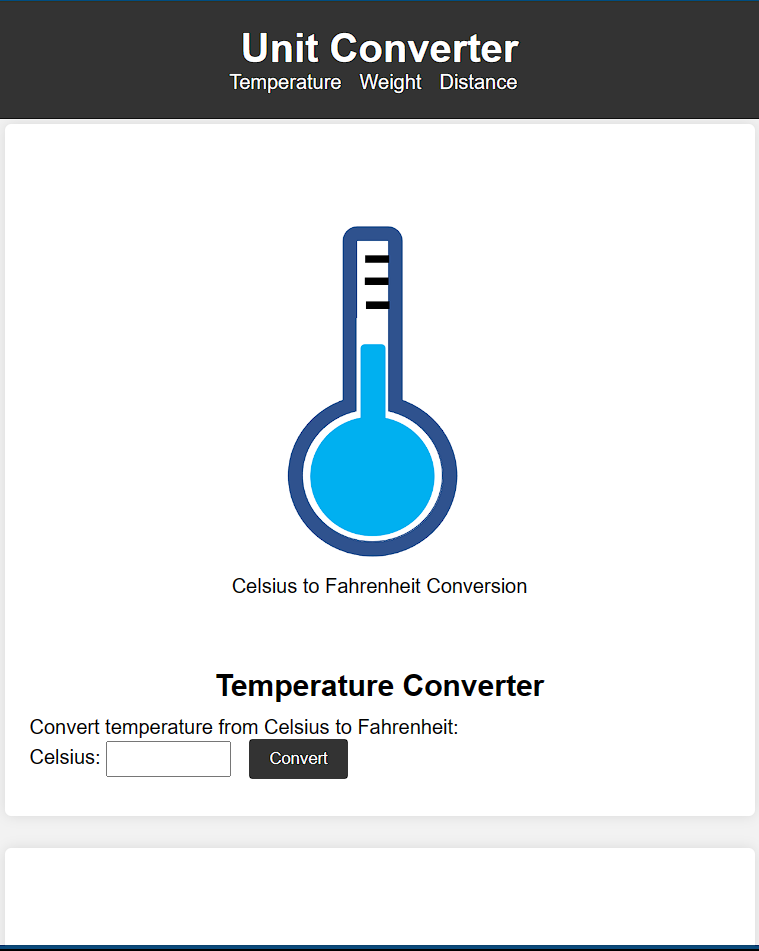 Unit Converter
Temperature Weight Distance
Celsius to Fahrenheit Conversion
Temperature Converter
Convert temperature from Celsius to Fahrenheit:
Celsius: Convert